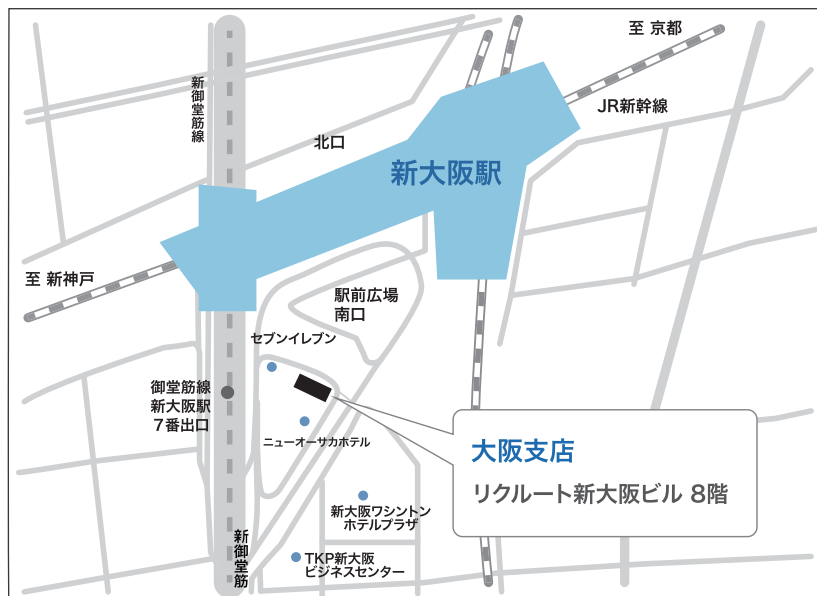 至 京都
JR新幹線
新御堂筋線
北口
新大阪駅
至 新神戸
駅前広場
南口
セブンイレブン
御堂筋線
新大阪駅
7番出口
ニューオーサカホテル
大阪支店
リクルート新大阪ビル 8階
新大阪ワシントン
ホテルプラザ
新御堂筋
TKP新大阪
ビジネスセンター